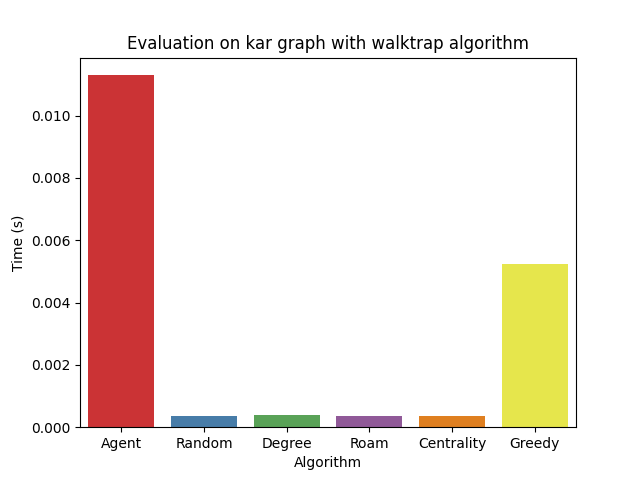 Evaluation on kar graph with walktrap algorithm
0.010
0.008
0.006
0.004
0.002
0.000
Time (s)
Agent Random Degree Roam Centrality Greedy
Algorithm